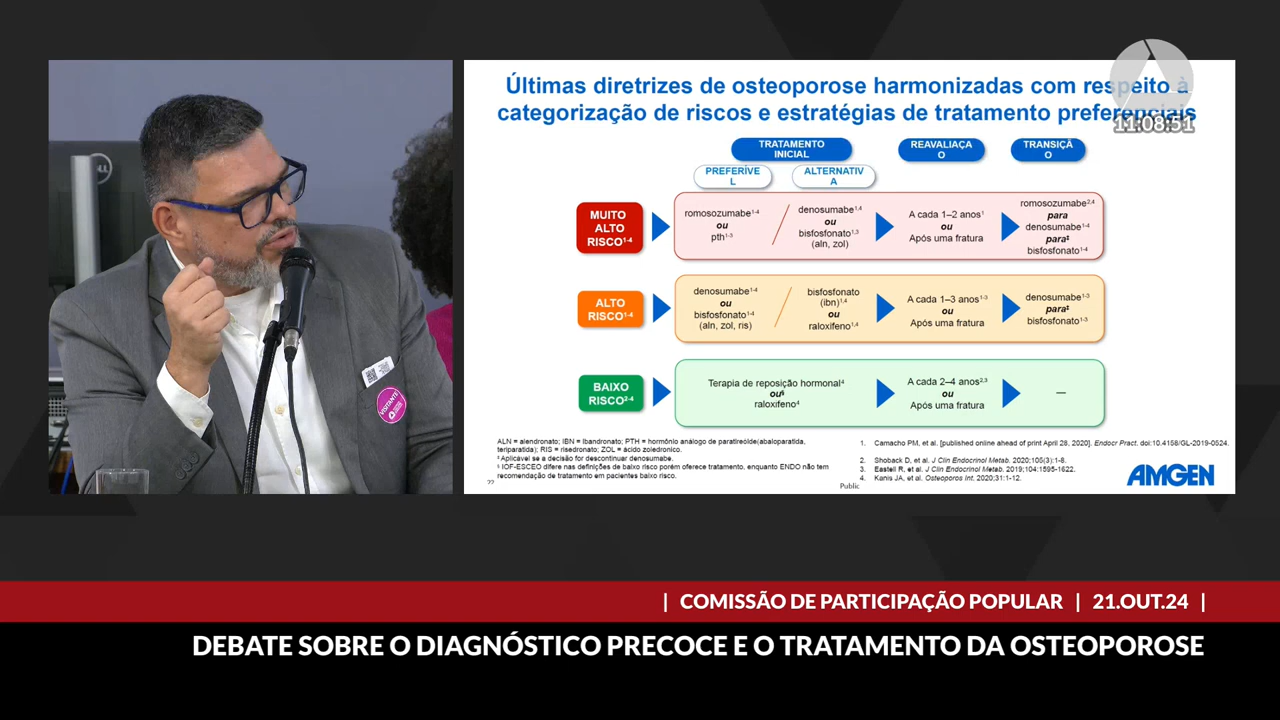 Últimas diretrizes de osteoporose harmonizadas com respeito à
categorização de riscos e estratégias de tratamento preferenciais
11:08:51
TRATAMENTO
INICIAL
REAVALIAÇA
O
TRANSIÇÃ
O
PREFERÍVE
L
ALTERNATIV
A
MUITO
ALTO
RISCO¹⁻⁴
romosozumabe¹⁻⁴
ou
pth¹⁻³
denosumabe¹,⁴
ou
bisfosfonato¹,³
(aln, zol)
A cada 1–2 anos¹
ou
Após uma fratura
romosozumabe²,⁴
para
denosumabe¹⁻⁴
para‡
bisfosfonato¹⁻⁴
ALTO
RISCO¹⁻⁴
denosumabe¹⁻⁴
ou
bisfosfonato¹⁻⁴
(aln, zol, ris)
bisfosfonato
(ibn)¹,⁴
ou
raloxifeno¹,⁴
A cada 1–3 anos¹⁻³
ou
Após uma fratura
denosumabe¹⁻³
para‡
bisfosfonato¹⁻³
BAIXO
RISCO²⁻⁴
Terapia de reposição hormonal⁴
ou§
raloxifeno⁴
A cada 2–4 anos²,³
ou
Após uma fratura
—
ALN = alendronato; IBN = Ibandronato; PTH = hormônio análogo de paratireóide(abaloparatida,
teriparatida); RIS = risedronato; ZOL = ácido zoledronico.
‡ Aplicável se a decisão for descontinuar denosumabe.
§ IOF-ESCEO difere nas definições de baixo risco porém oferece tratamento, enquanto ENDO não tem
recomendação de tratamento em pacientes baixo risco.
1. Camacho PM, et al. [published online ahead of print April 28, 2020]. Endocr Pract. doi:10.4158/GL-2019-0524.
2. Shoback D, et al. J Clin Endocrinol Metab. 2020;105(3):1-8.
3. Eastell R, et al. J Clin Endocrinol Metab. 2019;104:1595-1622.
4. Kanis JA, et al. Osteoporos Int. 2020;31:1-12.
Public
AMGEN
DELL
VISITANTE
| COMISSÃO DE PARTICIPAÇÃO POPULAR | 21.OUT.24 |
DEBATE SOBRE O DIAGNÓSTICO PRECOCE E O TRATAMENTO DA OSTEOPOROSE